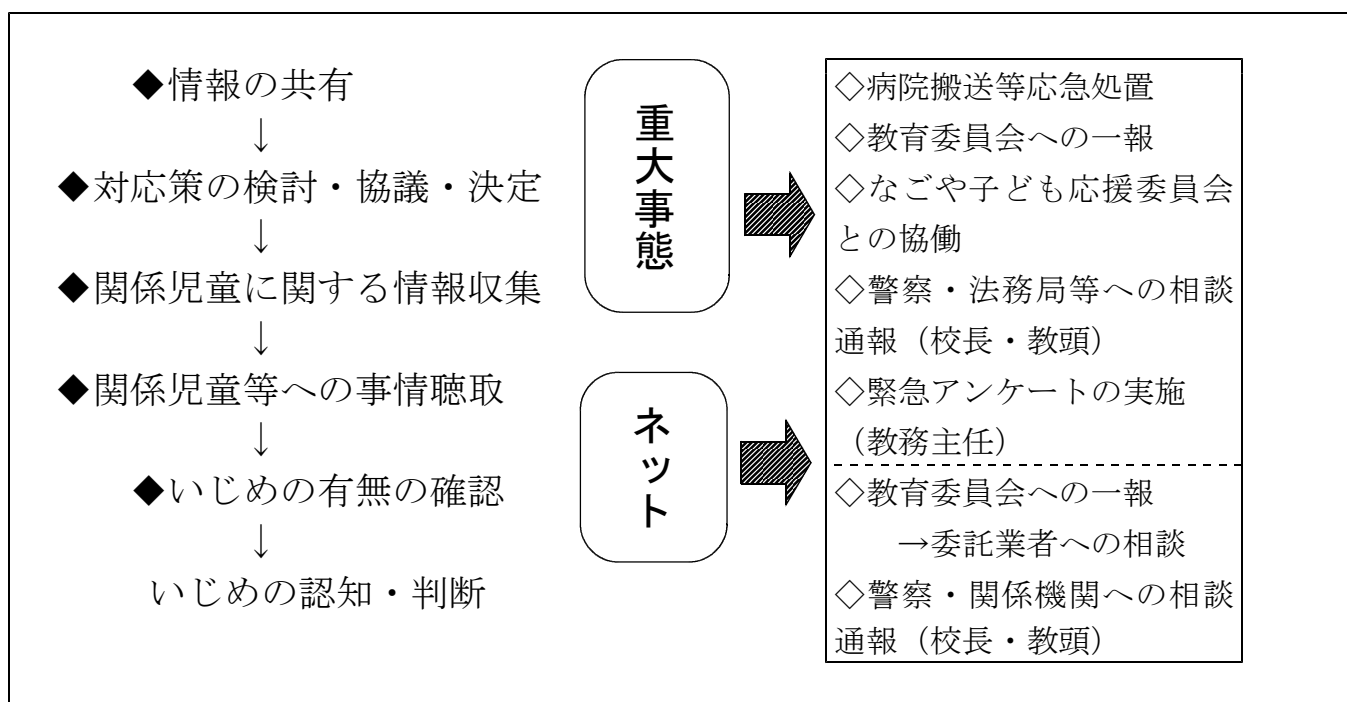 ◆情報の共有
↓
◆対応策の検討・協議・決定
↓
◆関係児童に関する情報収集
↓
◆関係児童等への事情聴取
↓
◆いじめの有無の確認
↓
いじめの認知・判断
重大事態
ネット
◇病院搬送等応急処置
◇教育委員会への一報
◇なごや子ども応援委員会
との協働
◇警察・法務局等への相談
通報（校長・教頭）
◇緊急アンケートの実施
（教務主任）
◇教育委員会への一報
→委託業者への相談
◇警察・関係機関への相談
通報（校長・教頭）